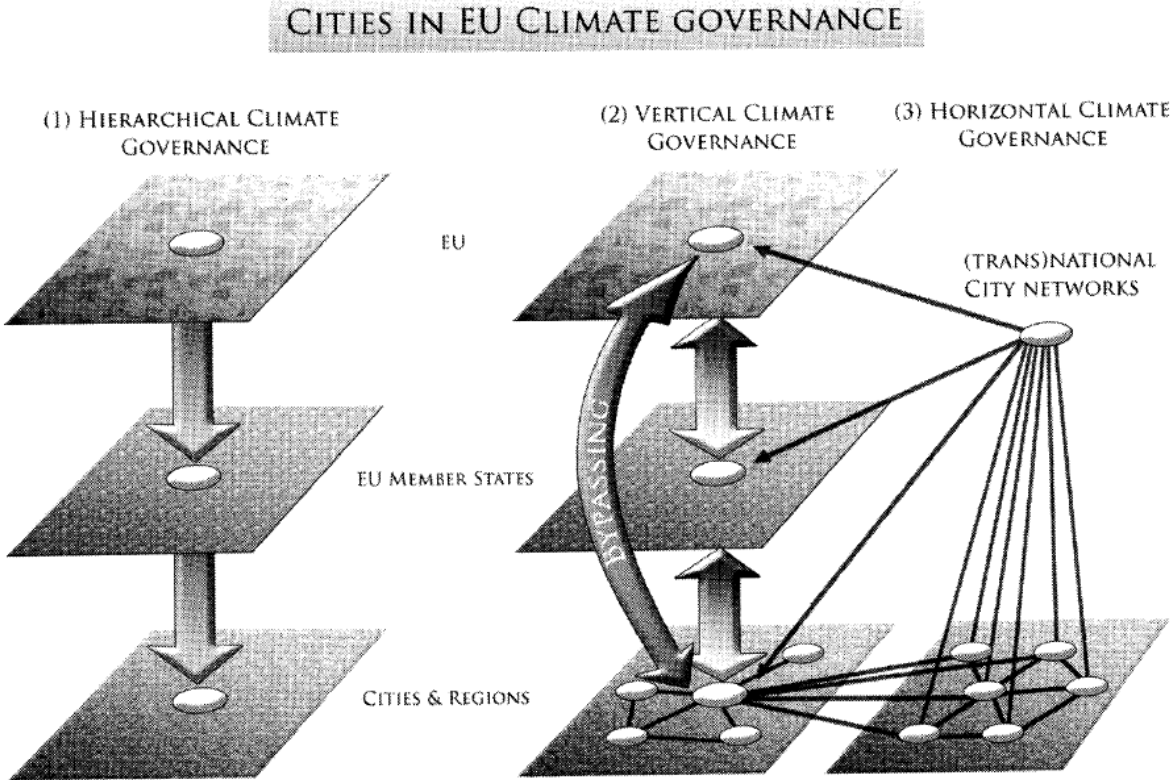 CITIES IN EU CLIMATE GOVERNANCE
(1) HIERARCHICAL CLIMATE
GOVERNANCE
(2) VERTICAL CLIMATE
GOVERNANCE
(3) HORIZONTAL CLIMATE
GOVERNANCE
EU
(TRANS)NATIONAL
CITY NETWORKS
BYPASSING
EU MEMBER STATES
CITIES & REGIONS